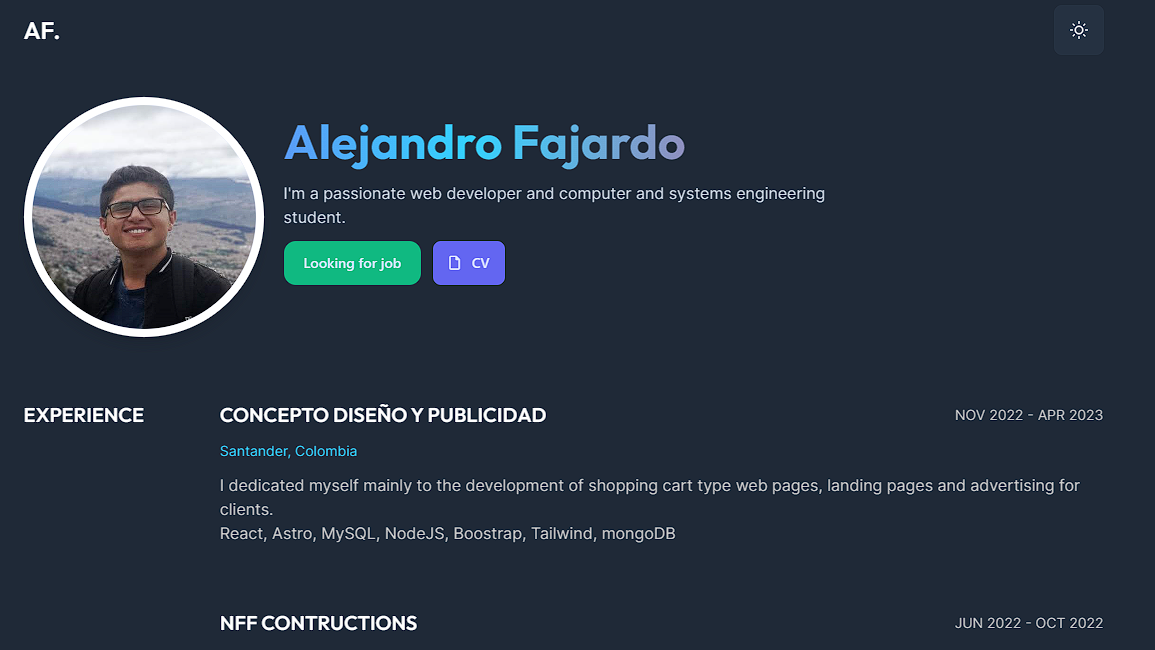 AF.
Alejandro Fajardo
I'm a passionate web developer and computer and systems engineering
student.
Looking for job
CV
EXPERIENCE
CONCEPTO DISEÑO Y PUBLICIDAD
NOV 2022 - APR 2023
Santander, Colombia
I dedicated myself mainly to the development of shopping cart type web pages, landing pages and advertising for
clients.
React, Astro, MySQL, NodeJS, Boostrap, Tailwind, mongoDB
NFF CONTRUCTIONS
JUN 2022 - OCT 2022